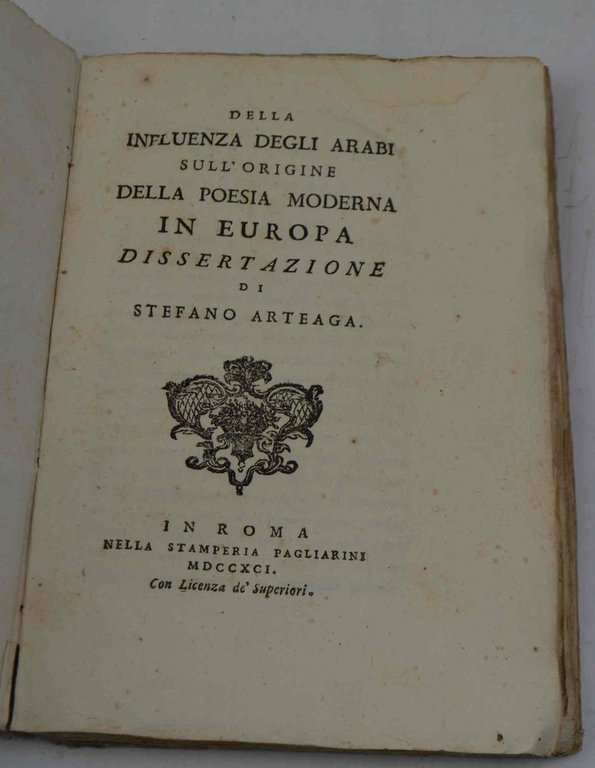 DELLA
INFLUENZA DEGLI ARABI
SULL'ORIGINE
DELLA POESIA MODERNA
IN EUROPA
DISSERTAZIONE
DI
STEFANO ARTEAGA.
IN ROMA
NELLA STAMPERIA PAGLIARINI
MDCCXCI.
Con Licenza de' Superiori.